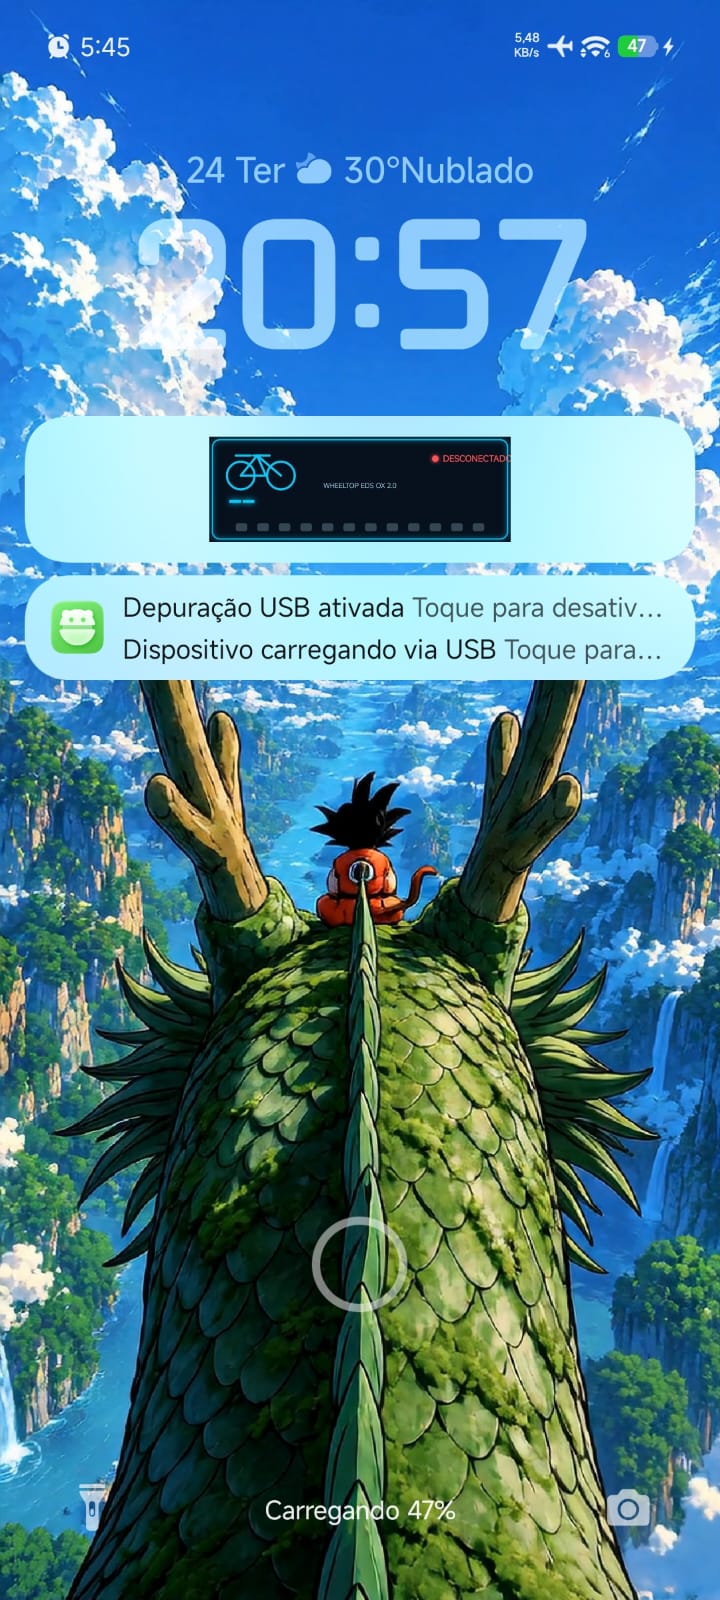 5:45
5,48
KB/s
6
47
24 Ter 30°Nublado
20:57
DESCONECTADO
WHEELTOP EDS OX 2.0
Depuração USB ativada Toque para desativ...
Dispositivo carregando via USB Toque para...
Carregando 47%